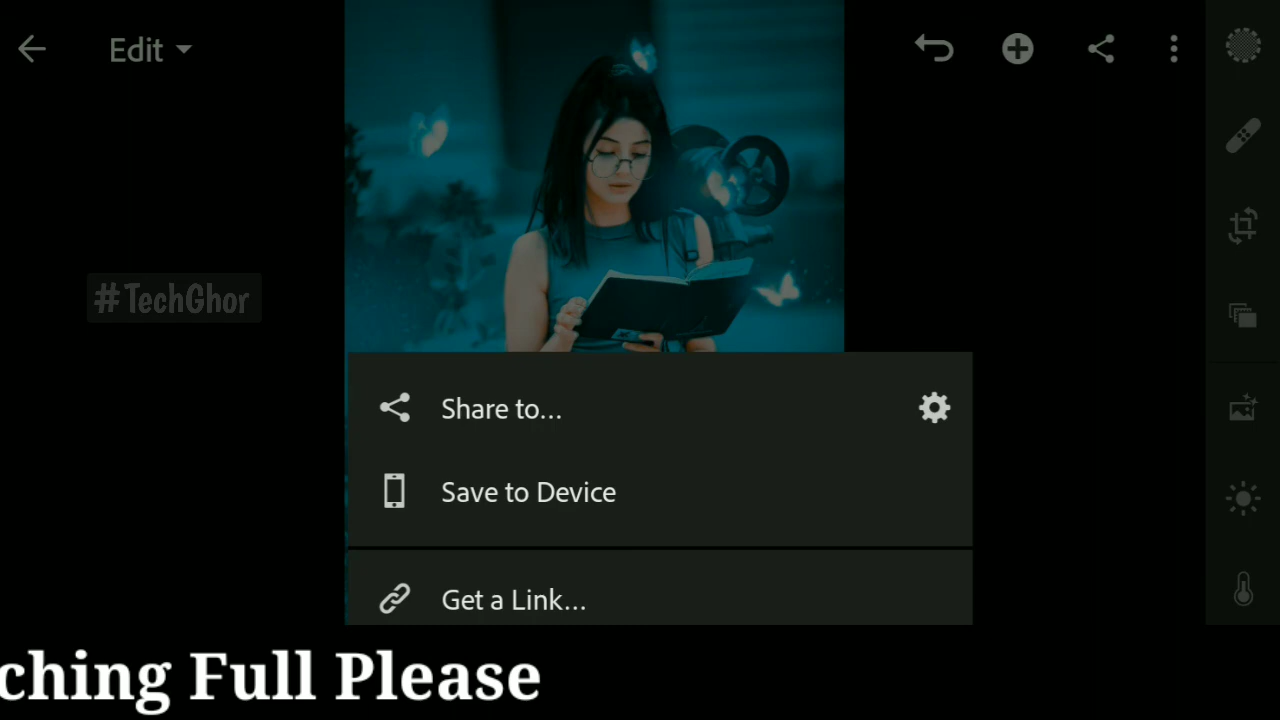 Edit
#TechGhor
Share to...
Save to Device
Get a Link...
ching Full Please